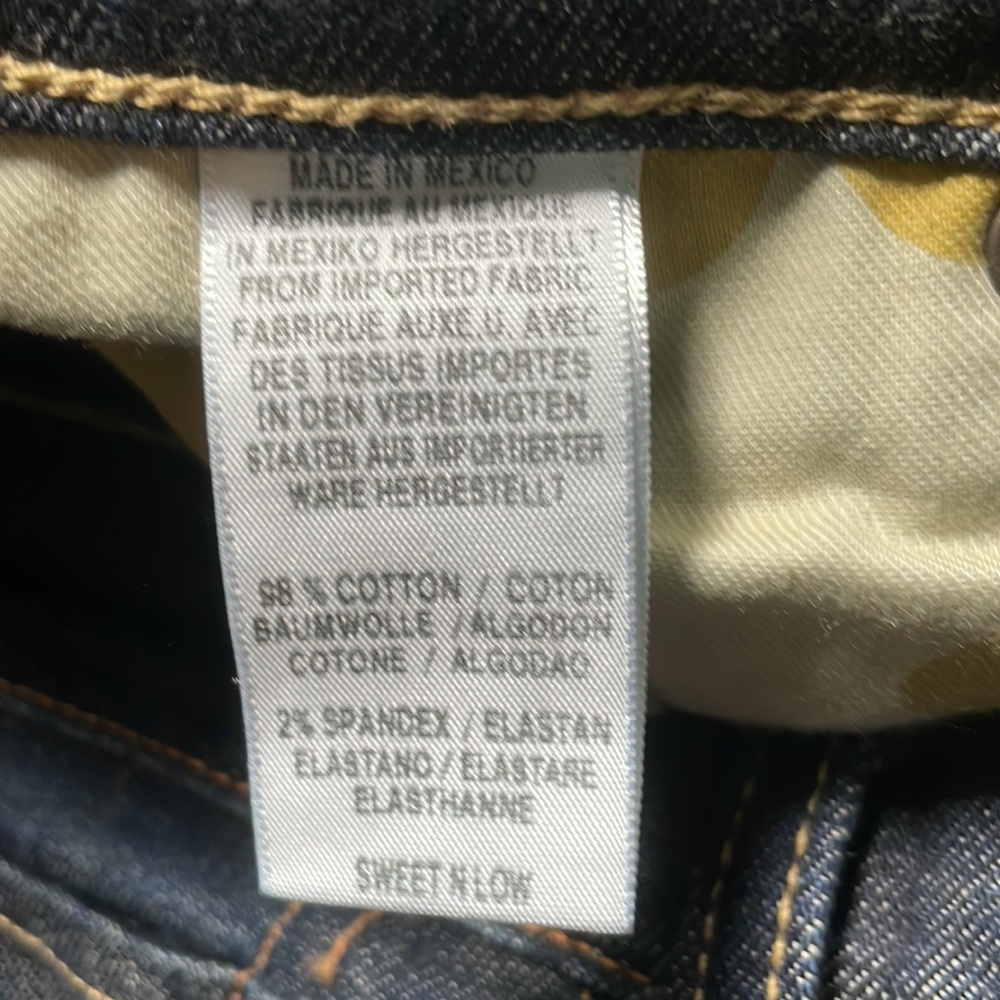 MADE IN MEXICO
FABRIQUE AU MEXIQUE
IN MEXIKO HERGESTELLT
FROM IMPORTED FABRIC
FABRIQUE AUXE.U. AVEC
DES TISSUS IMPORTES
IN DEN VEREINIGTEN
STAATEN AUS IMPORTIERTER
WARE HERGESTELLT
98 % COTTON / COTON
BAUMWOLLE / ALGODON
COTONE / ALGODAO
2% SPANDEX / ELASTAN
ELASTANO / ELASTARE
ELASTHANNE
SWEET N LOW